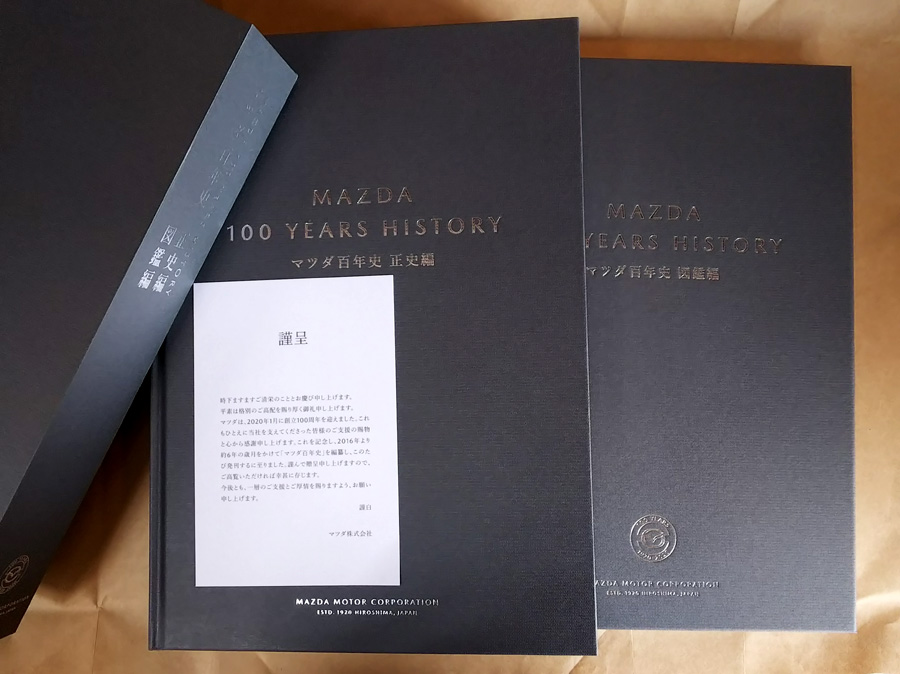 正史編
図鑑編
MAZDA
100 YEARS HISTORY
マツダ百年史 正史編
謹呈
時下ますますご清栄のこととお慶び申し上げます。
平素は格別のご高配を賜り厚く御礼申し上げます。
マツダは、2020年1月に創立100周年を迎えました。これ
もひとえに当社を支えてくださった皆様のご支援の賜物
と心から感謝申し上げます。これを記念し、2016年より
約6年の歳月をかけて「マツダ百年史」を編纂し、このた
び発刊するに至りました。謹んで贈呈申し上げますので、
ご高覧いただければ幸甚に存じます。
今後とも、一層のご支援とご厚情を賜りますよう、お願い
申し上げます。
謹白
マツダ株式会社
MAZDA MOTOR CORPORATION
ESTD. 1920 HIROSHIMA, JAPAN
MAZDA
YEARS HISTORY
マツダ百年史 図鑑編
100 YEARS
1920-2020
MAZDA MOTOR CORPORATION
ESTD. 1920 HIROSHIMA, JAPAN